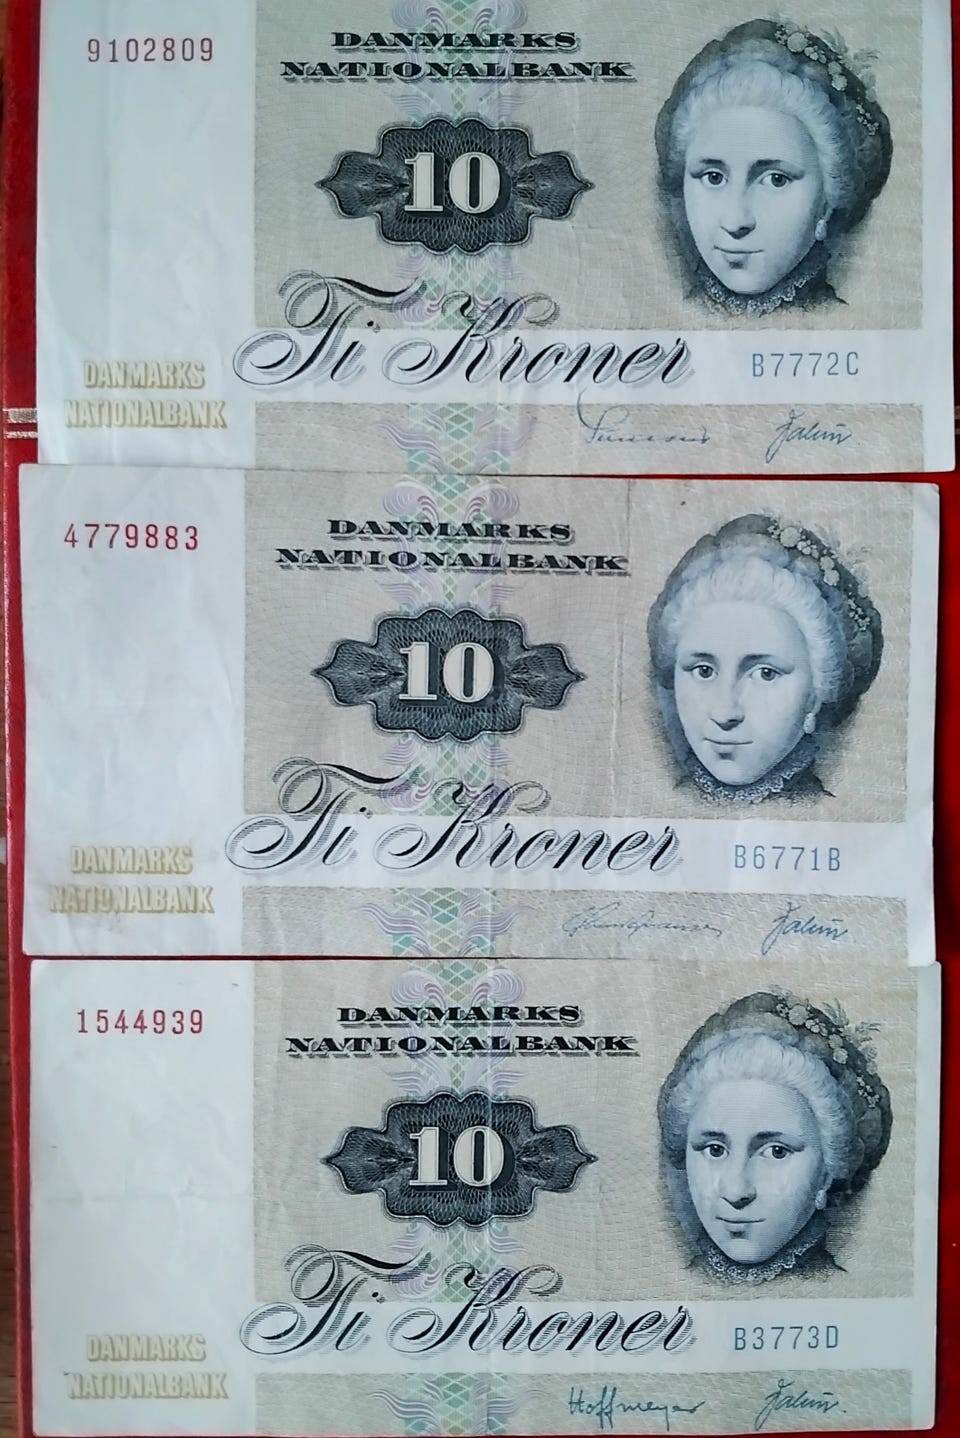 9102809
DANMARKS
NATIONALBANK
10
Ti Kroner
B7772C
DANMARKS
NATIONALBANK
4779883
DANMARKS
NATIONALBANK
10
Ti Kroner
B6771B
DANMARKS
NATIONALBANK
1544939
DANMARKS
NATIONALBANK
10
Ti Kroner
B3773D
DANMARKS
NATIONALBANK
Hoffmeyer